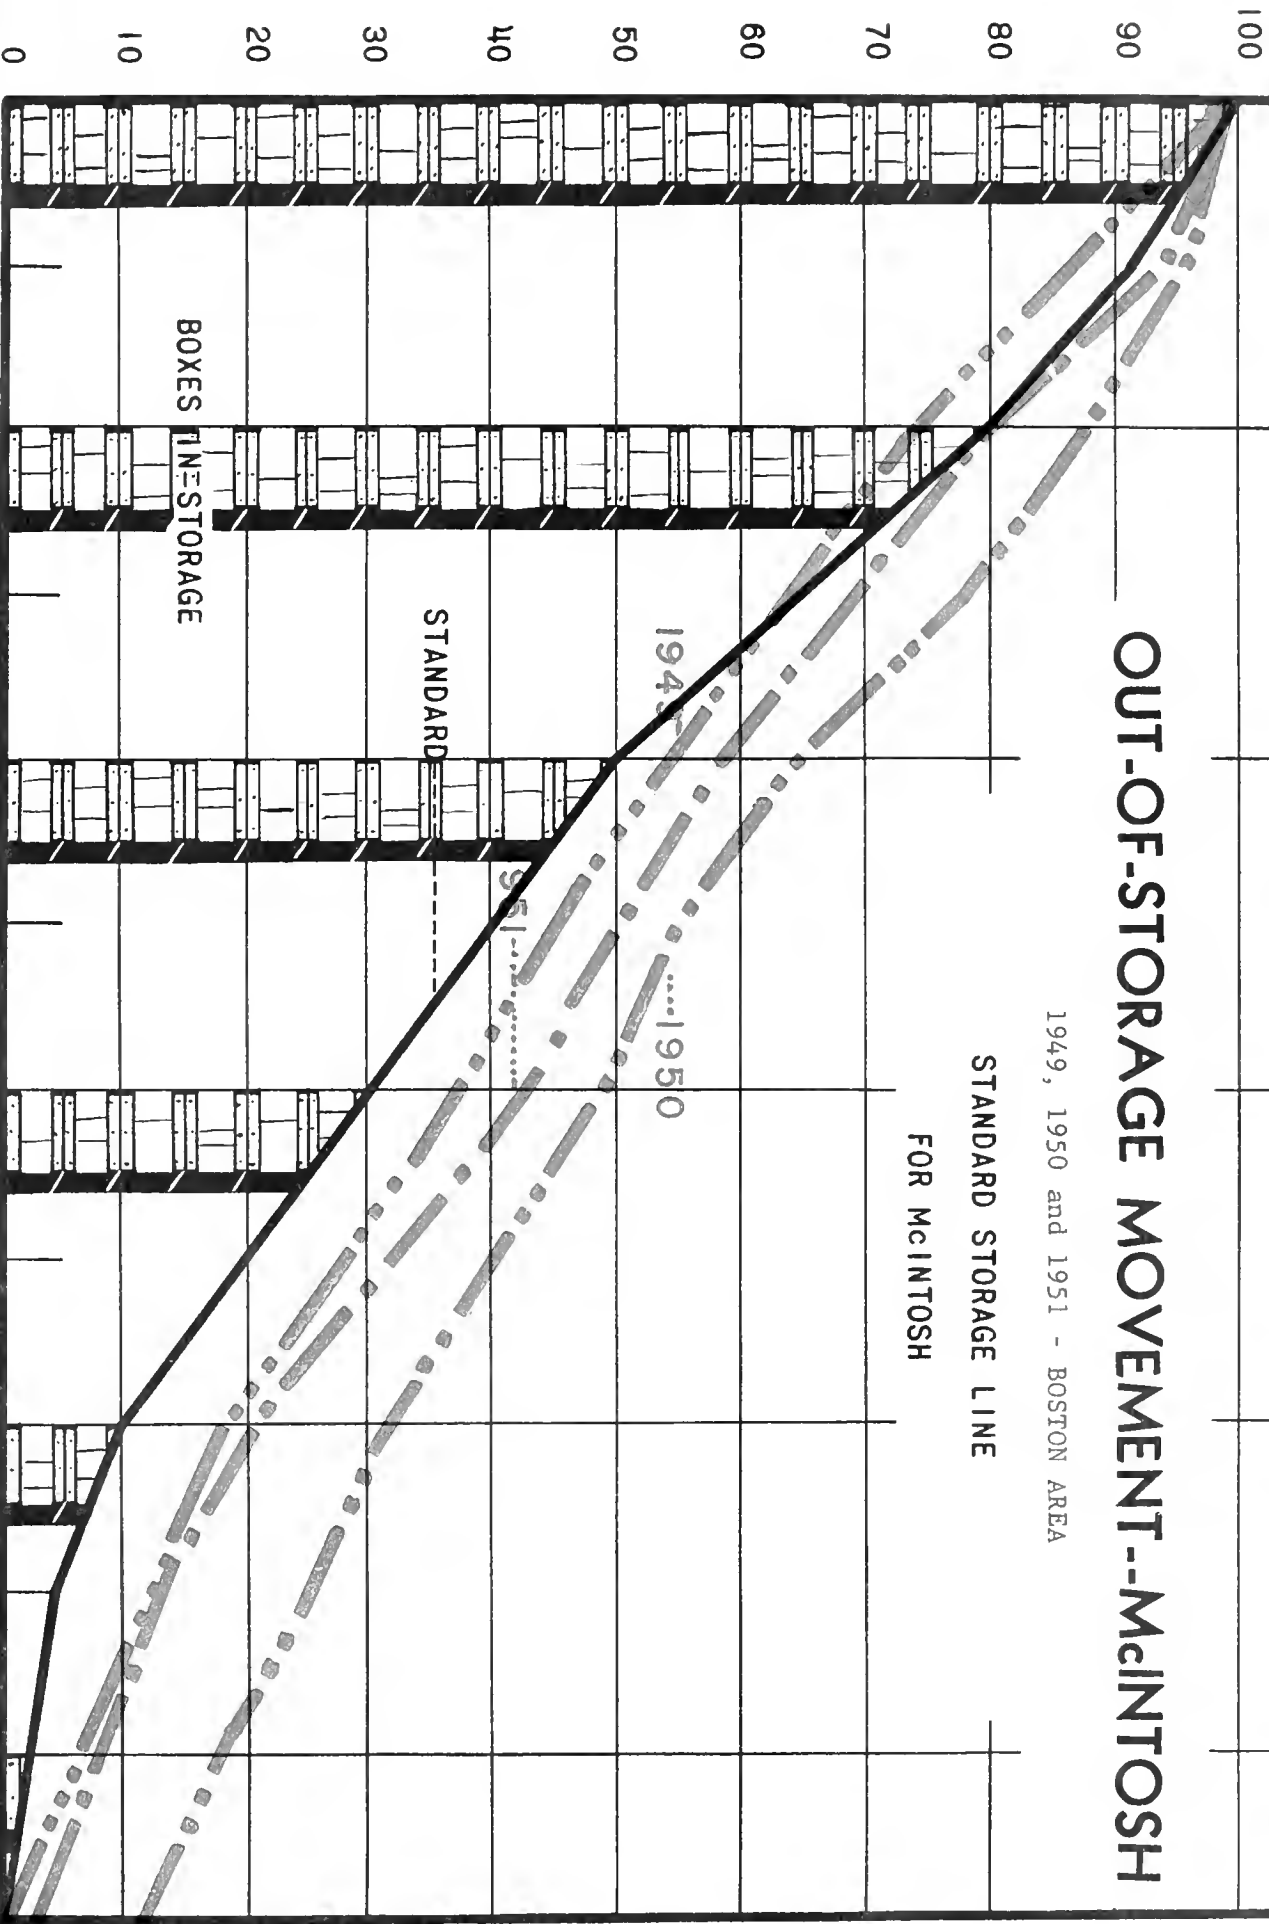 OUT-OF-STORAGE MOVEMENT--McINTOSH
1949, 1950 and 1951 - BOSTON AREA
STANDARD STORAGE LINE
FOR McINTOSH
100
90
80
70
60
50
40
30
20
10
0
1950
951
STANDARD
BOXES IN STORAGE